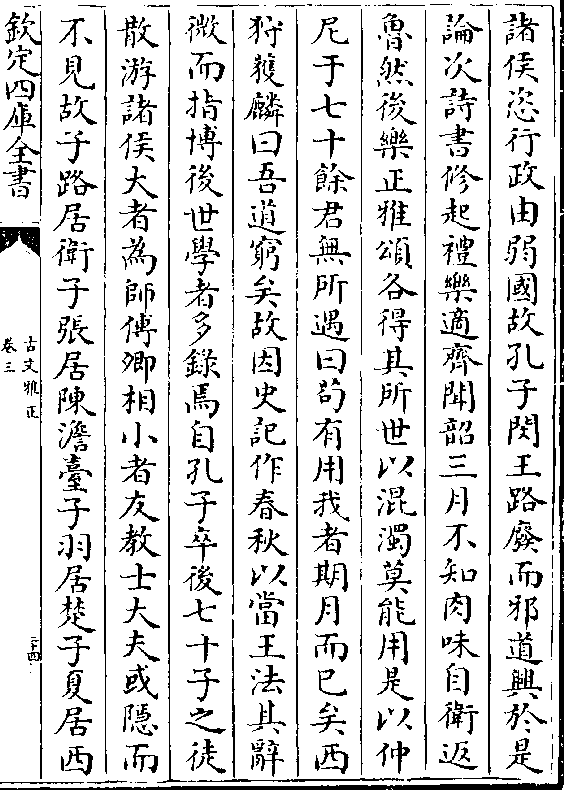 諸侯恣行政由弱國故孔子閔王路廢而邪道興於是
論次詩書修起禮樂適齊聞韶三月不知肉味自衛返
魯然後樂正雅頌各得其所世以混濁莫能用是以仲
尼于七十餘君無所遇曰茍有用我者期月而已矣西
狩獲麟曰吾道窮矣故因史記作春秋以當王法其辭
微而指博後世學者多錄焉自孔子卒後七十子之徒
散游諸侯大者為師傅卿相小者友教士大夫或隱而
不見故子路居衛子張居陳澹臺子羽居楚子夏居西
欽定四庫全書
古文雅正
卷三
二十四